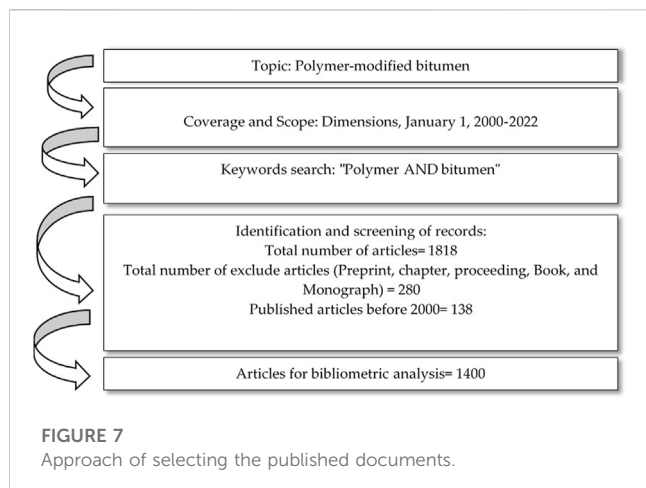 Topic: Polymer-modified bitumen
Coverage and Scope: Dimensions, January 1, 2000-2022
Keywords search: "Polymer AND bitumen"
Identification and screening of records:
Total number of articles= 1818
Total number of exclude articles (Preprint, chapter, proceeding, Book, and
Monograph) = 280
Published articles before 2000= 138
Articles for bibliometric analysis= 1400
FIGURE 7
Approach of selecting the published documents.